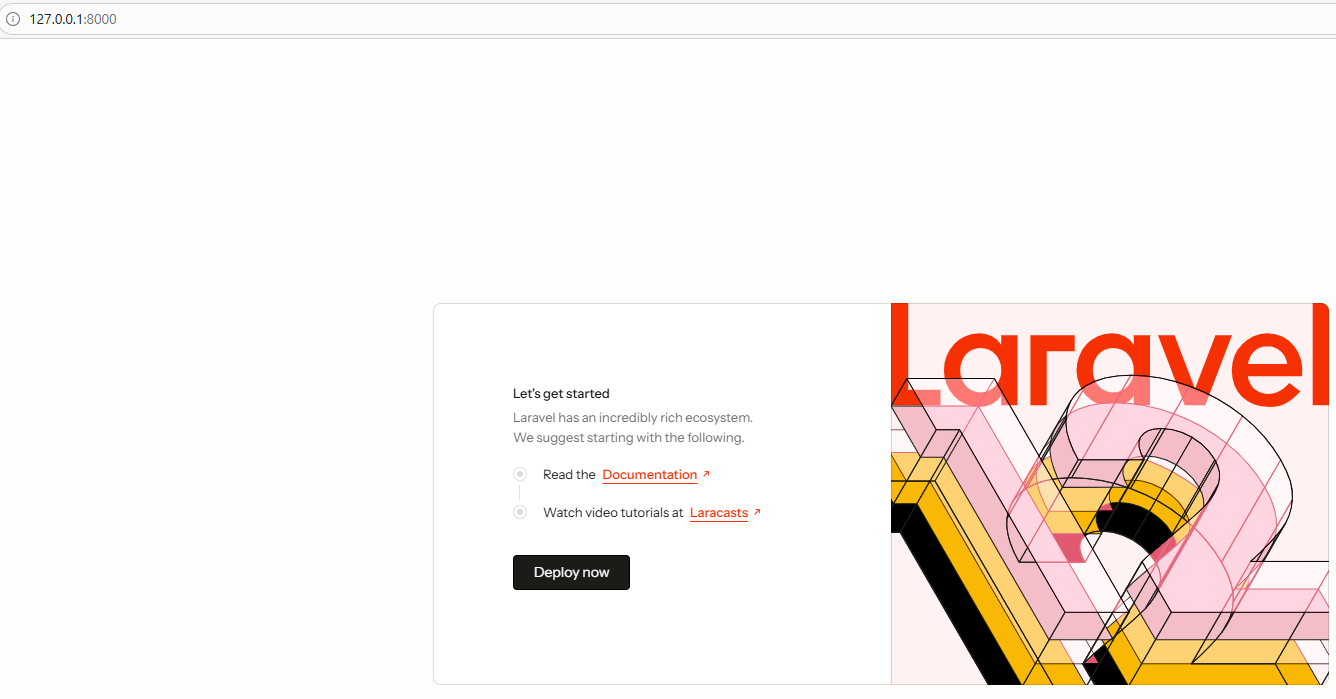 127.0.0.1:8000
Laravel
Let's get started
Laravel has an incredibly rich ecosystem.
We suggest starting with the following.
Read the Documentation
Watch video tutorials at Laracasts
Deploy now